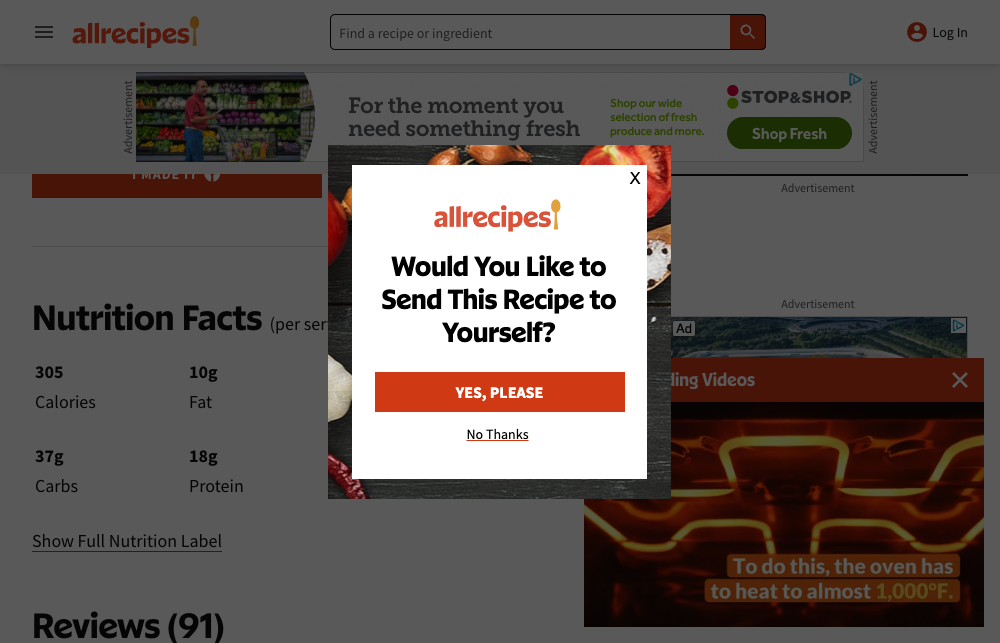 allrecipes
Find a recipe or ingredient
Log In
Advertisement
For the moment you
need something fresh
Shop our wide
selection of fresh
produce and more.
STOP&SHOP.
Shop Fresh
Advertisement
I MADE IT
Advertisement
X
allrecipes
Would You Like to
Send This Recipe to
Yourself?
YES, PLEASE
No Thanks
Nutrition Facts (per ser
305 10g
Calories Fat
37g 18g
Carbs Protein
Show Full Nutrition Label
Reviews (91)
Advertisement
Ad
ding Videos
To do this, the oven has
to heat to almost 1,000°F.